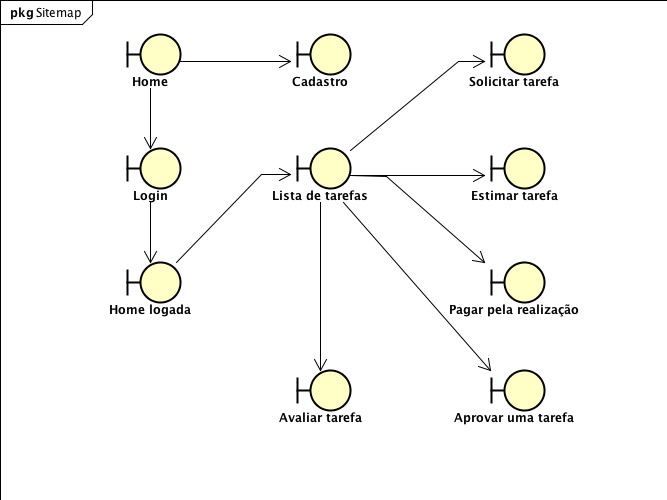 pkg Sitemap
Home
Cadastro
Solicitar tarefa
Login
Lista de tarefas
Estimar tarefa
Home logada
Pagar pela realização
Avaliar tarefa
Aprovar uma tarefa